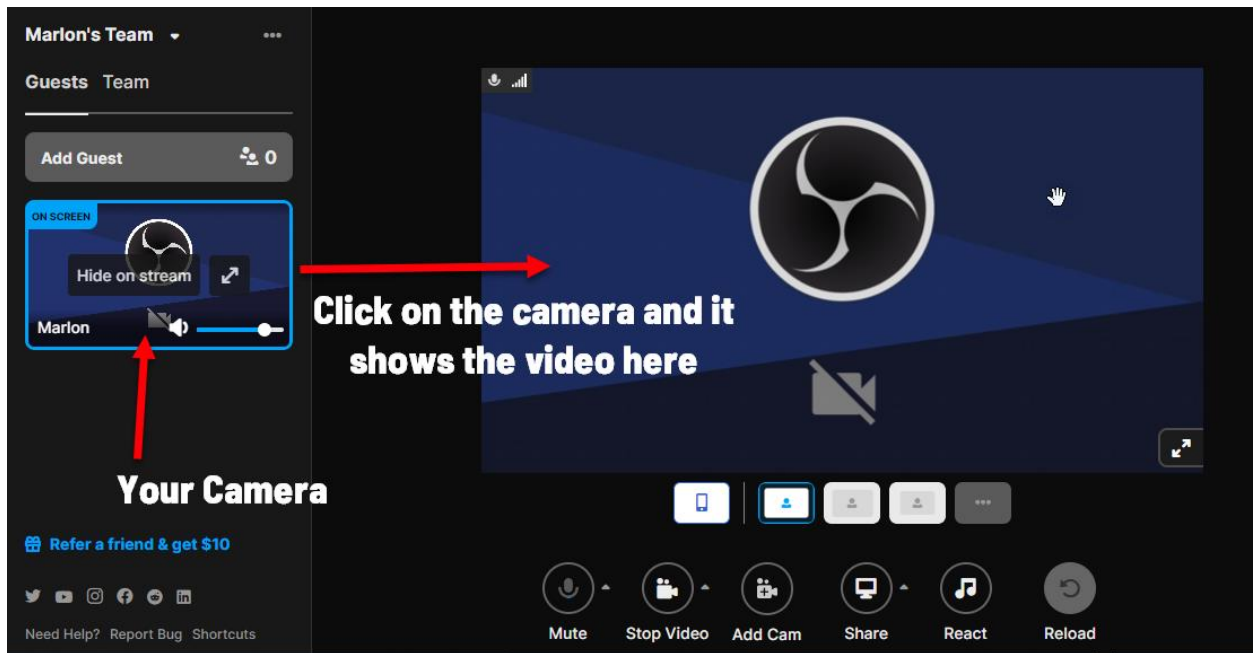 Marlon's Team
Guests Team
Add Guest 0
ON SCREEN
Hide on stream
Marlon
Click on the camera and it
shows the video here
Your Camera
Refer a friend & get $10
Need Help? Report Bug Shortcuts
Mute Stop Video Add Cam Share React Reload